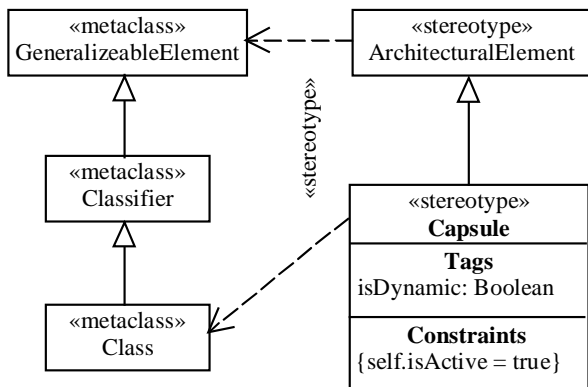 «metaclass»
GeneralizeableElement
«stereotype»
ArchitecturalElement
«stereotype»
«metaclass»
Classifier
«stereotype»
Capsule
Tags
isDynamic: Boolean
Constraints
{self.isActive = true}
«metaclass»
Class